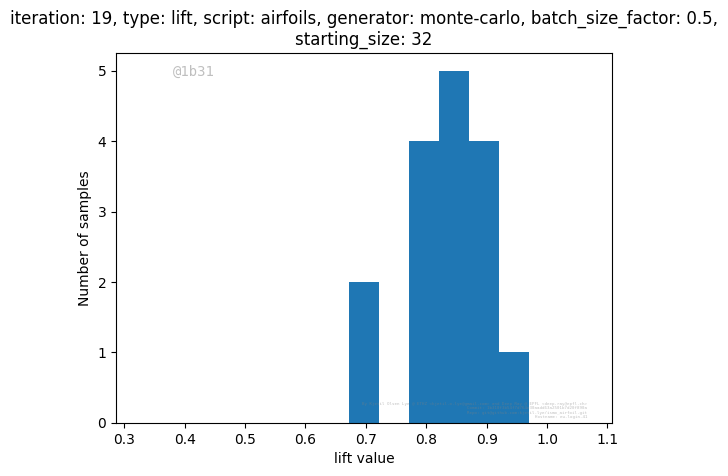 iteration: 19, type: lift, script: airfoils, generator: monte-carlo, batch_size_factor: 0.5,
starting_size: 32
@1b31
5
4
3
2
1
0
Number of samples
0.3 0.4 0.5 0.6 0.7 0.8 0.9 1.0 1.1
lift value